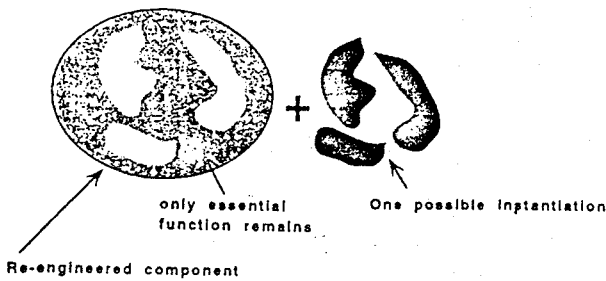 +
only essential
function remains
One possible instantiation
Re-engineered component